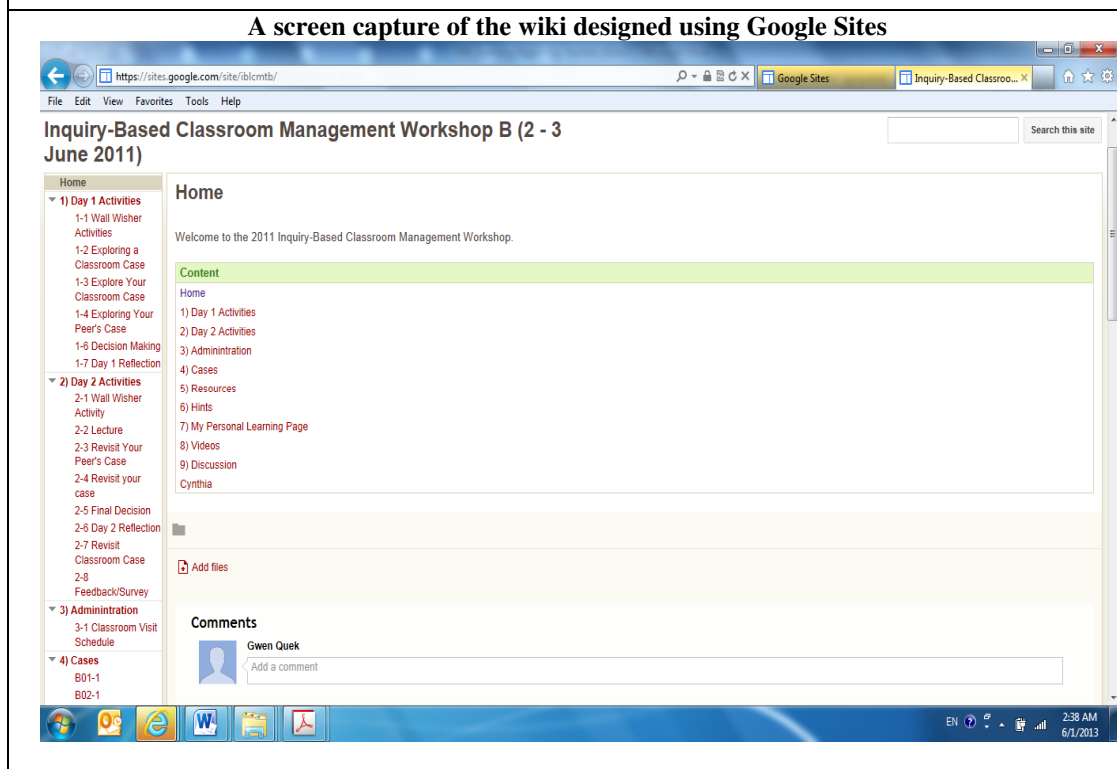 A screen capture of the wiki designed using Google Sites
https://sites.google.com/site/iblcmtb/
Google Sites
Inquiry-Based Classroo...
File Edit View Favorites Tools Help
Inquiry-Based Classroom Management Workshop B (2 - 3
June 2011)
Search this site
Home
1) Day 1 Activities
1-1 Wall Wisher
Activities
1-2 Exploring a
Classroom Case
1-3 Explore Your
Classroom Case
1-4 Exploring Your
Peer's Case
1-6 Decision Making
1-7 Day 1 Reflection
2) Day 2 Activities
2-1 Wall Wisher
Activity
2-2 Lecture
2-3 Revisit Your
Peer's Case
2-4 Revisit your
case
2-5 Final Decision
2-6 Day 2 Reflection
2-7 Revisit
Classroom Case
2-8
Feedback/Survey
3) Adminintration
3-1 Classroom Visit
Schedule
4) Cases
B01-1
B02-1
Home
Welcome to the 2011 Inquiry-Based Classroom Management Workshop.
Content
Home
1) Day 1 Activities
2) Day 2 Activities
3) Adminintration
4) Cases
5) Resources
6) Hints
7) My Personal Learning Page
8) Videos
9) Discussion
Cynthia
Add files
Comments
Gwen Quek
Add a comment
EN
2:38 AM
6/1/2013